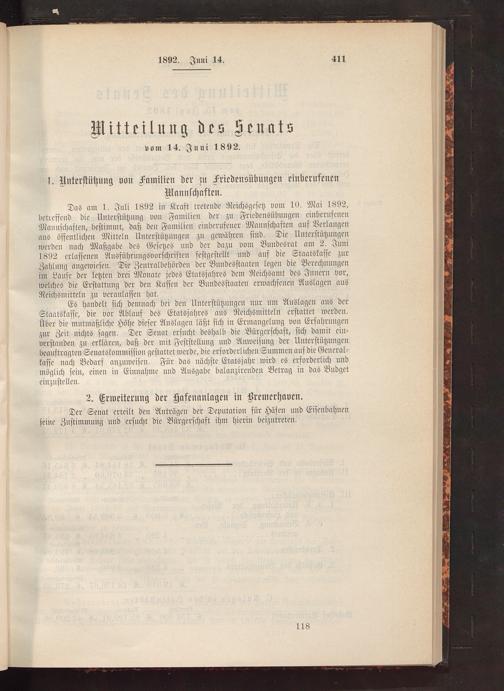 1892. Juni 14.
411
Mitteilung des Senats
vom 14. Juni 1892.
1. Unterstützung von Familien der zu Friedensübungen einberufenen
Mannschaften.
Das am 1. Juli 1892 in Kraft tretende Reichsgesetz vom 10. Mai 1892,
betreffend die Unterstützung von Familien der zu Friedensübungen einberufenen
Mannschaften, bestimmt, daß den Familien einberufener Mannschaften auf Verlangen
aus öffentlichen Mitteln Unterstützungen zu gewähren sind. Die Unterstützungen
werden nach Maßgabe des Gesetzes und der dazu vom Bundesrat am 2. Juni
1892 erlassenen Ausführungsvorschriften festgestellt und auf die Staatskasse zur
Zahlung angewiesen. Die Zentralbehörden der Bundesstaaten legen die Berechnungen
im Laufe der letzten drei Monate jedes Etatsjahres dem Reichsamt des Innern vor,
welches die Erstattung der den Kassen der Bundesstaaten erwachsenen Auslagen aus
Reichsmitteln zu veranlassen hat.
Es handelt sich demnach bei den Unterstützungen nur um Auslagen aus der
Staatskasse, die vor Ablauf des Etatsjahres aus Reichsmitteln erstattet werden.
Über die mutmaßliche Höhe dieser Auslagen läßt sich in Ermangelung von Erfahrungen
zur Zeit nichts sagen. Der Senat ersucht deshalb die Bürgerschaft, sich damit ein-
verstanden zu erklären, daß der mit Feststellung und Anweisung der Unterstützungen
beauftragten Senatskommission gestattet werde, die erforderlichen Summen auf die General-
kasse nach Bedarf anzuweisen. Für das nächste Etatsjahr wird es erforderlich und
möglich sein, einen in Einnahme und Ausgabe balanzirenden Betrag in das Budget
einzustellen.
2. Erweiterung der Hafenanlagen in Bremerhaven.
Der Senat erteilt den Anträgen der Deputation für Häfen und Eisenbahnen
seine Zustimmung und ersucht die Bürgerschaft ihm hierin beizutreten.
118